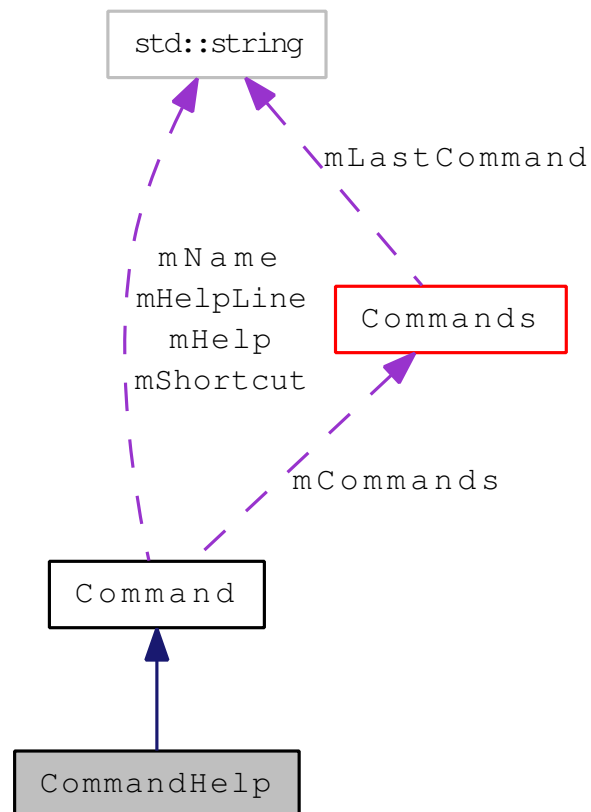 std::string
mLastCommand
mName
mHelpLine
mHelp
mShortcut
Commands
mCommands
Command
CommandHelp